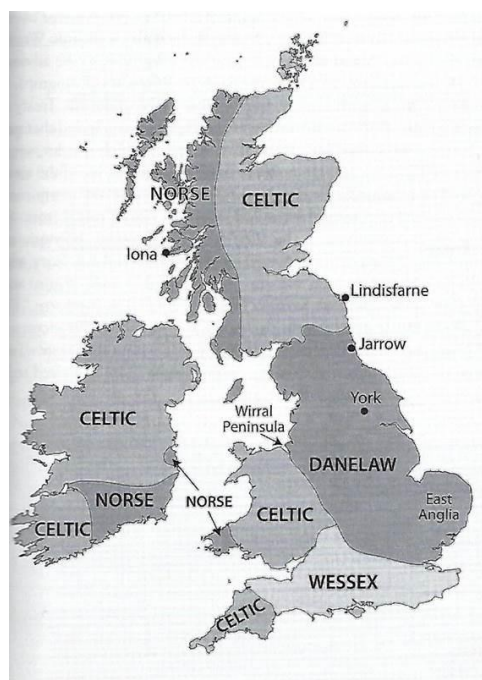 NORSE
CELTIC
Iona
Lindisfarne
Jarrow
York
Wirral
Peninsula
CELTIC
DANELAW
NORSE
NORSE
CELTIC
East
Anglia
CELTIC
WESSEX
CELTIC